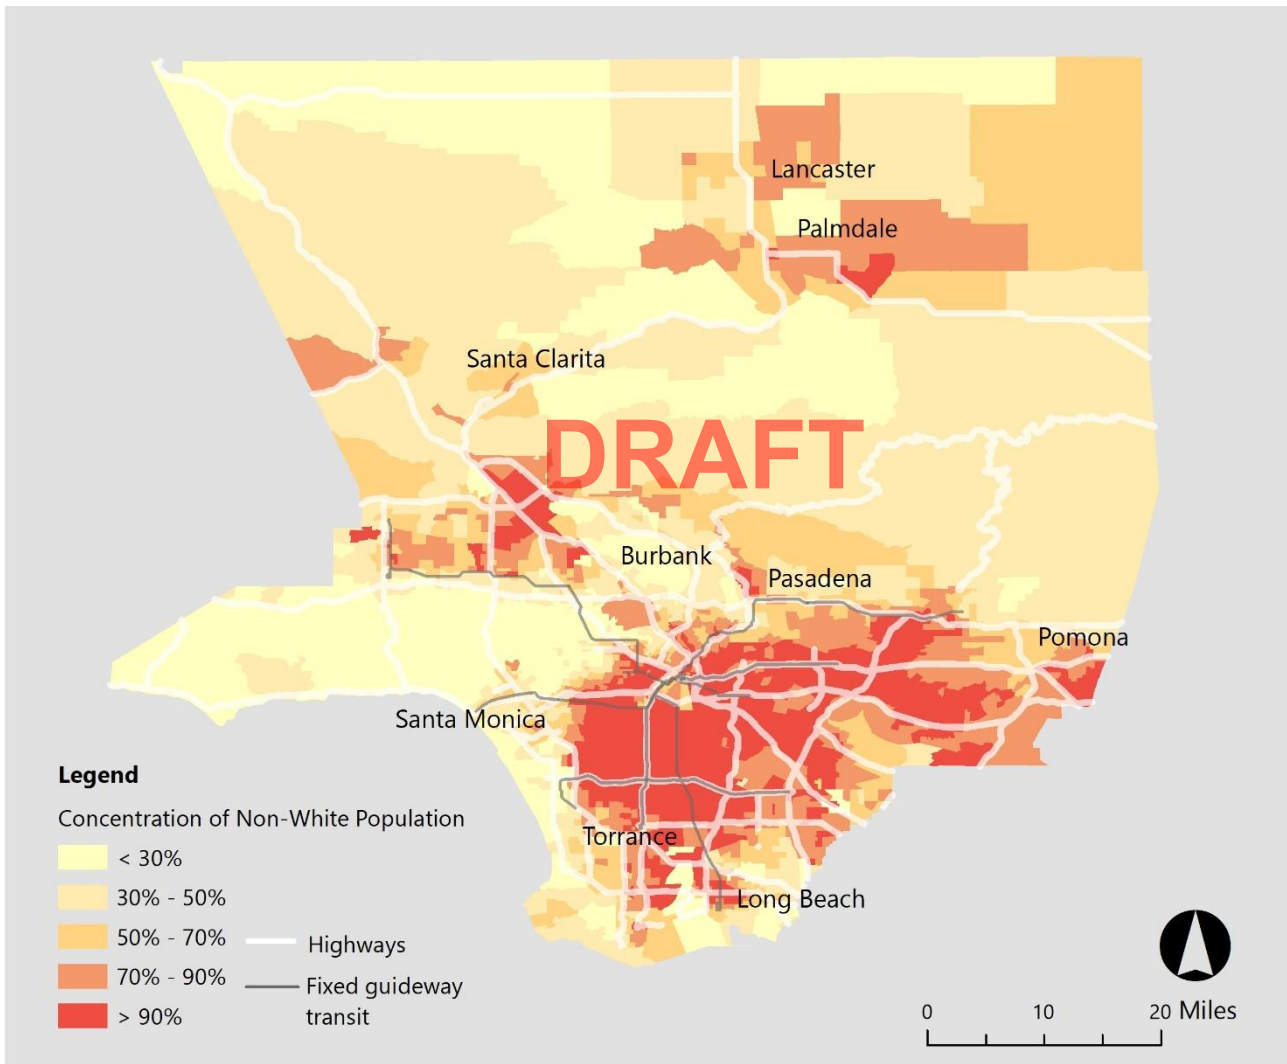 Lancaster
Palmdale
Santa Clarita
DRAFT
Burbank
Pasadena
Pomona
Santa Monica
Torrance
Long Beach
Legend
Concentration of Non-White Population
< 30%
30% - 50%
50% - 70%
70% - 90%
> 90%
Highways
Fixed guideway
transit
0 10 20 Miles